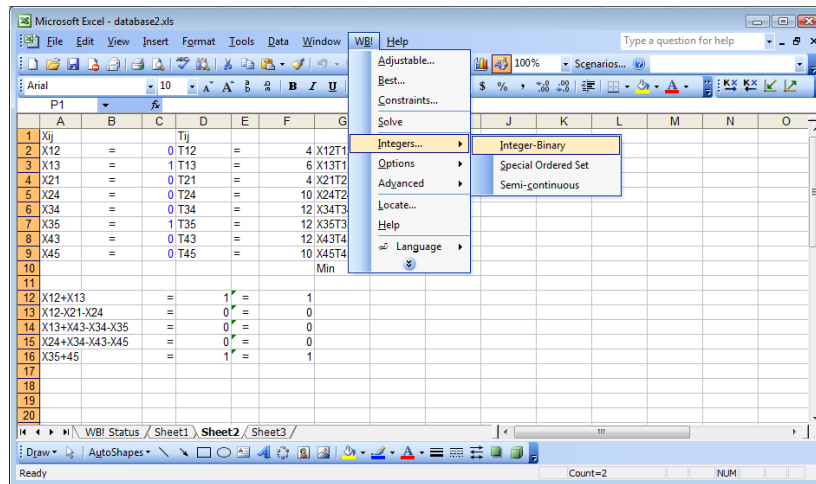 Microsoft Excel - database2.xls
File Edit View Insert Format Tools Data Window WB! Help Type a question for help
100% Scenarios...
Arial 10 B I U $ % ,
P1 fx
A B C D E F G J K L M N O
1 Xij Tij
2 X12 = 0 T12 = 4 X12T1
3 X13 = 1 T13 = 6 X13T1
4 X21 = 0 T21 = 4 X21T2
5 X24 = 0 T24 = 10 X24T2
6 X34 = 0 T34 = 12 X34T3
7 X35 = 1 T35 = 12 X35T3
8 X43 = 0 T43 = 12 X43T4
9 X45 = 0 T45 = 10 X45T4
10 Min
11
12 X12+X13 = 1 = 1
13 X12-X21-X24 = 0 = 0
14 X13+X43-X34-X35 = 0 = 0
15 X24+X34-X43-X45 = 0 = 0
16 X35+45 = 1 = 1
17
18
19
20
Adjustable...
Best...
Constraints...
Solve
Integers...
Options
Advanced
Locate...
Help
Language
Integer-Binary
Special Ordered Set
Semi-continuous
WB! Status Sheet1 Sheet2 Sheet3
Draw AutoShapes
Ready Count=2 NUM